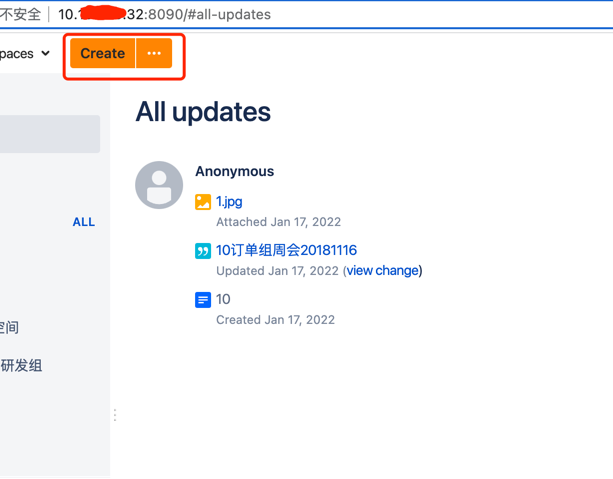 不安全 | 10. 32:8090/#all-updates
paces
Create ···
All updates
Anonymous
1.jpg
Attached Jan 17, 2022
ALL
10订单组周会20181116
Updated Jan 17, 2022 (view change)
10
Created Jan 17, 2022
空间
研发组